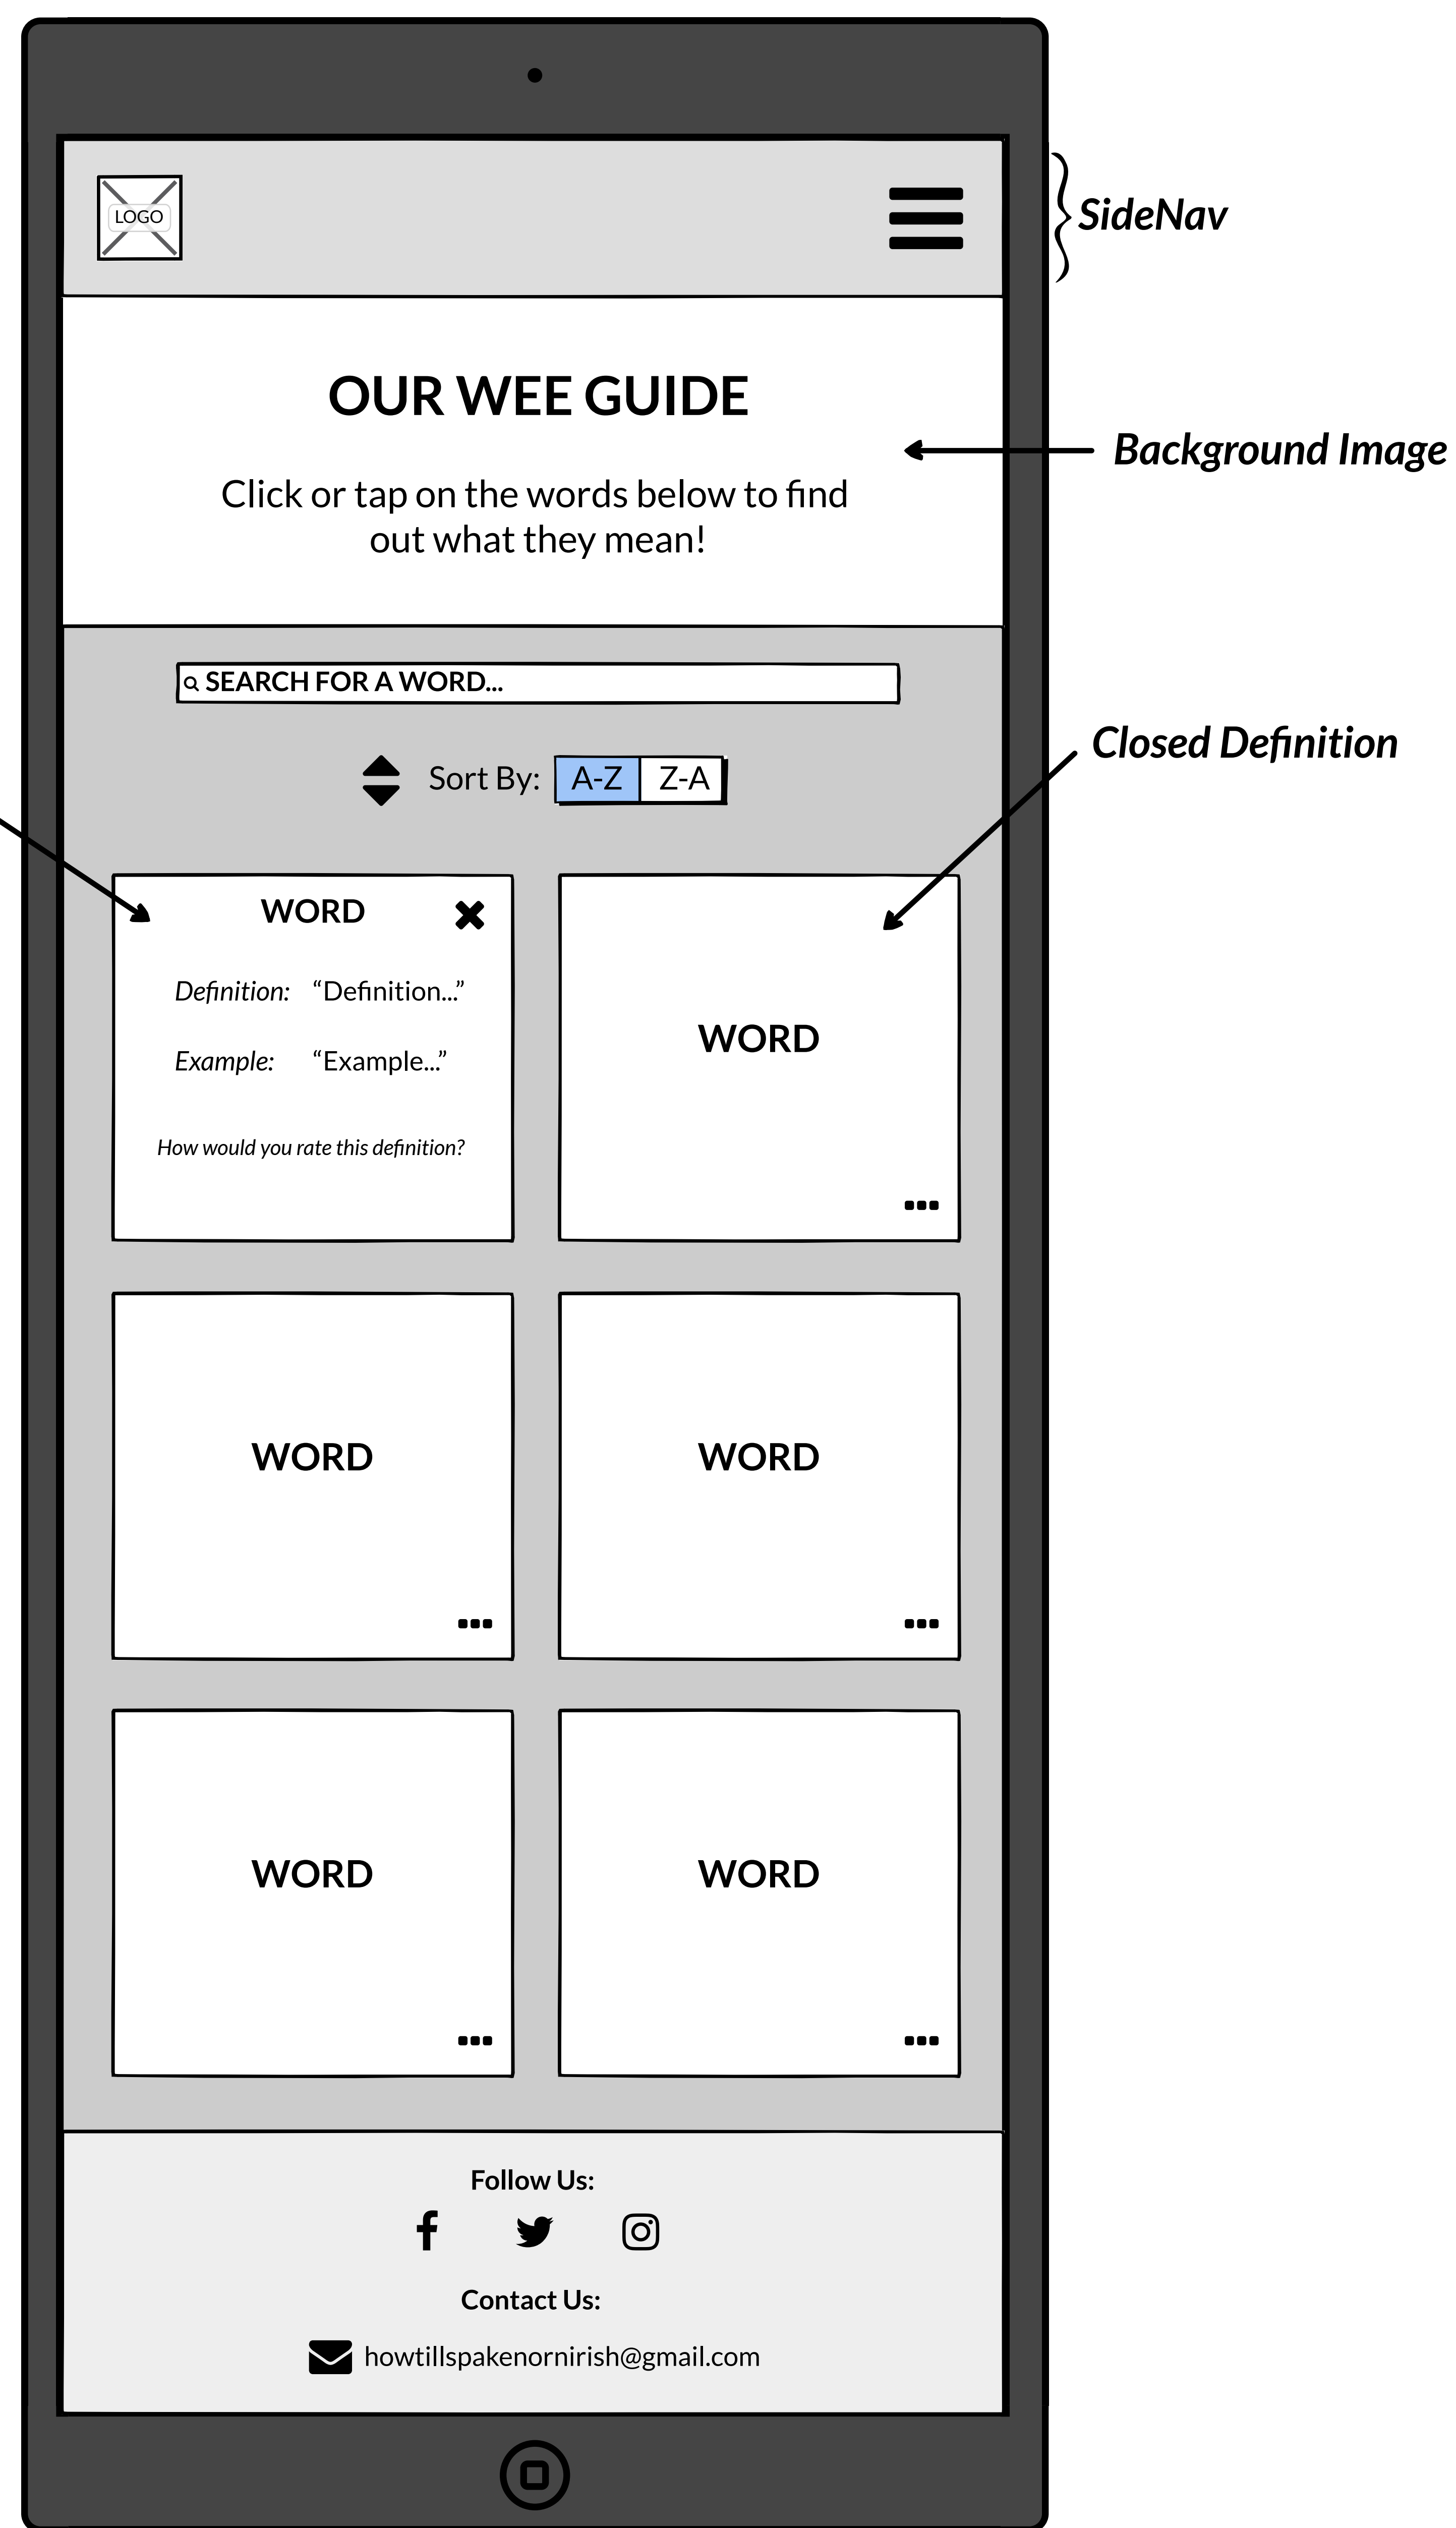 LOGO
SideNav
OUR WEE GUIDE
Background Image
Click or tap on the words below to find
out what they mean!
SEARCH FOR A WORD...
Closed Definition
Sort By: A-Z Z-A
WORD
Definition: “Definition...”
Example: “Example...”
How would you rate this definition?
WORD
WORD
WORD
WORD
WORD
Follow Us:
Contact Us:
howtillspakenornirish@gmail.com